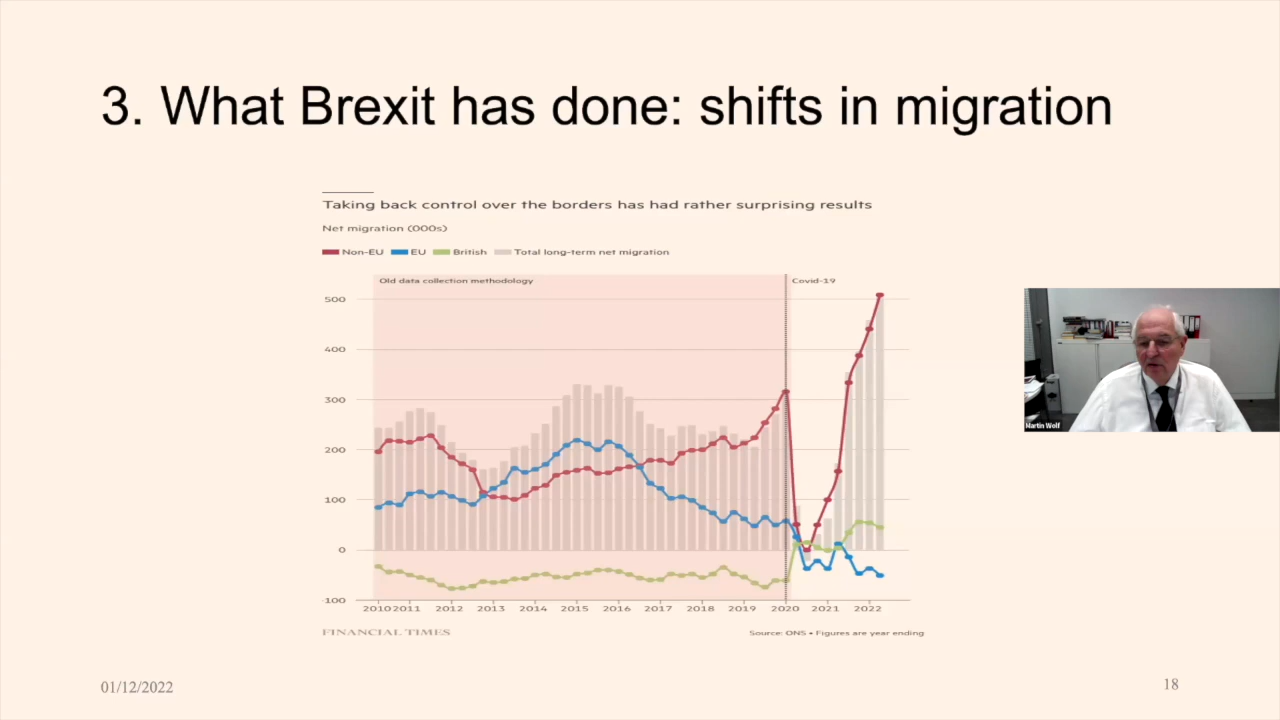 3. What Brexit has done: shifts in migration
Taking back control over the borders has had rather surprising results
Net migration (000s)
Non-EU EU British Total long-term net migration
Old data collection methodology Covid-19
500
400
300
200
100
0
100
2010 2011 2012 2013 2014 2015 2016 2017 2018 2019 2020 2021 2022
FINANCIAL TIMES Source: ONS • Figures are year ending
Martin Wolf
01/12/2022 18